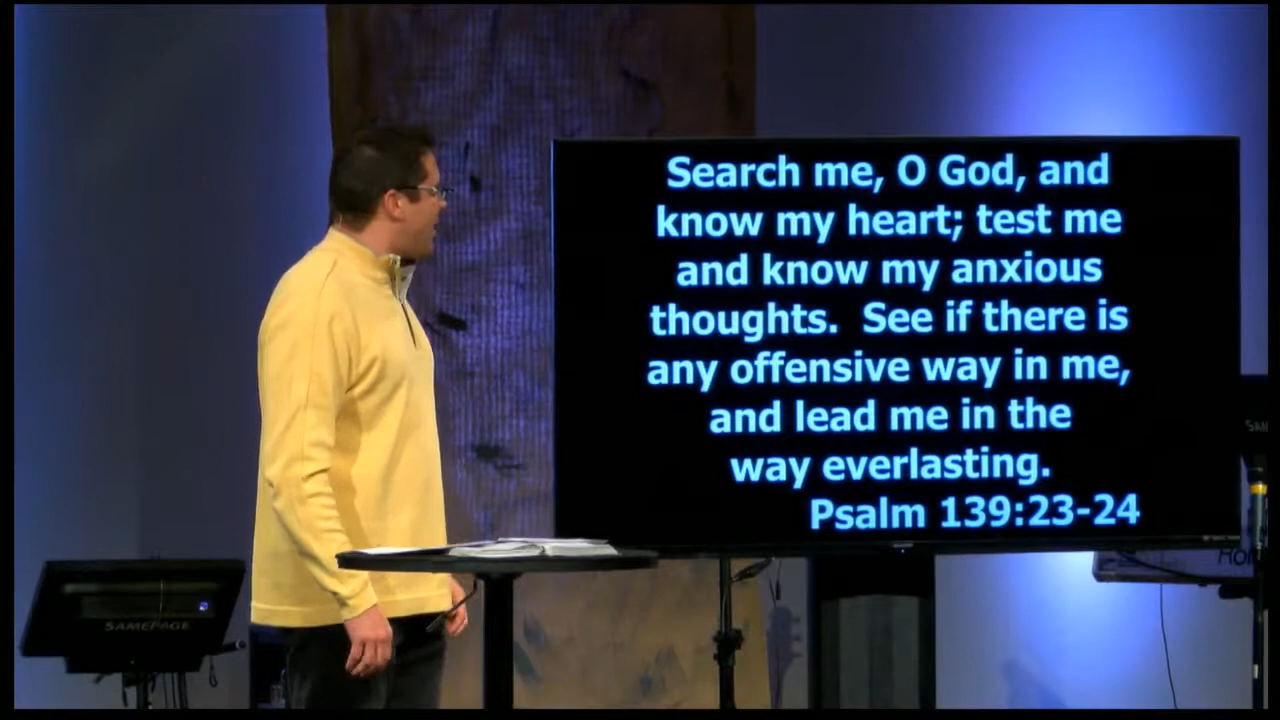 Search me, O God, and
know my heart; test me
and know my anxious
thoughts.  See if there is
any offensive way in me,
and lead me in the
way everlasting.
Psalm 139:23-24
SAMEPAGE